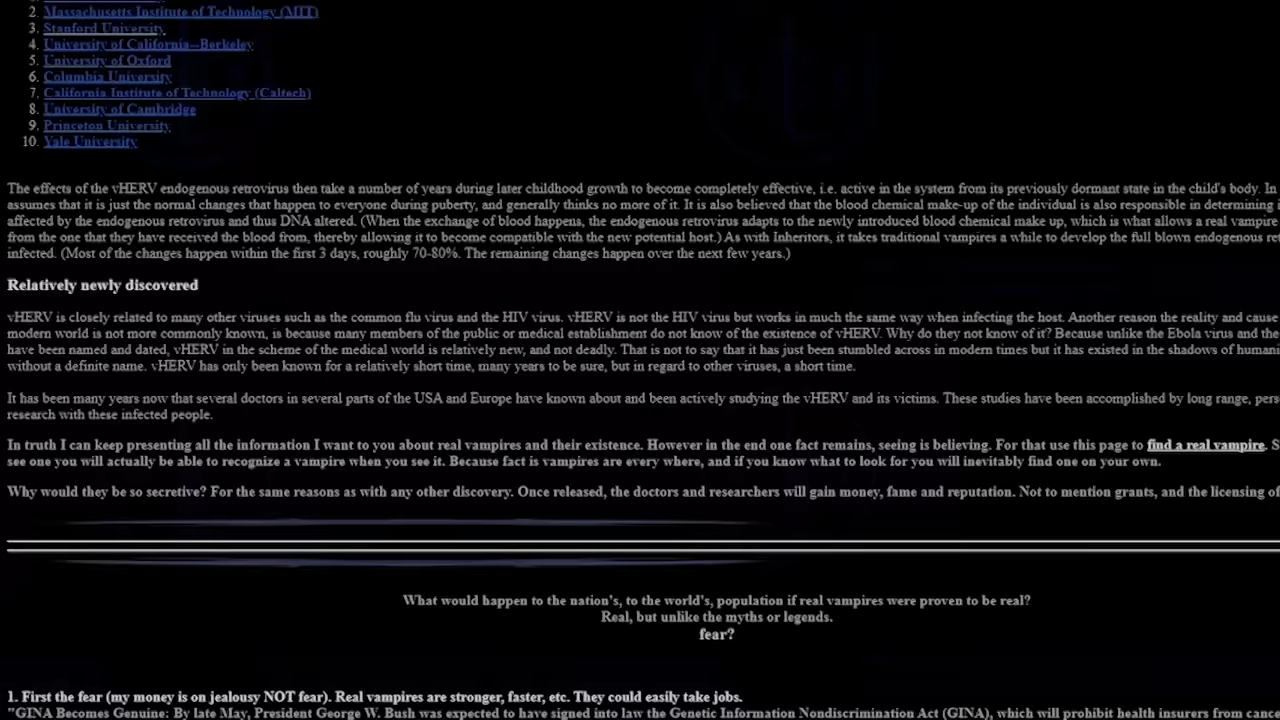 2. Massachusetts Institute of Technology (MIT)
3. Stanford University
4. University of California--Berkeley
5. University of Oxford
6. Columbia University
7. California Institute of Technology (Caltech)
8. University of Cambridge
9. Princeton University
10. Yale University
The effects of the vHERV endogenous retrovirus then take a number of years during later childhood growth to become completely effective, i.e. active in the system from its previously dormant state in the child's body. In
assumes that it is just the normal changes that happen to everyone during puberty, and generally thinks no more of it. It is also believed that the blood chemical make-up of the individual is also responsible in determining i
affected by the endogenous retrovirus and thus DNA altered. (When the exchange of blood happens, the endogenous retrovirus adapts to the newly introduced blood chemical make up, which is what allows a real vampire
from the one that they have received the blood from, thereby allowing it to become compatible with the new potential host.) As with Inheritors, it takes traditional vampires a while to develop the full blown endogenous ret
infected. (Most of the changes happen within the first 3 days, roughly 70-80%. The remaining changes happen over the next few years.)
Relatively newly discovered
vHERV is closely related to many other viruses such as the common flu virus and the HIV virus. vHERV is not the HIV virus but works in much the same way when infecting the host. Another reason the reality and cause
modern world is not more commonly known, is because many members of the public or medical establishment do not know of the existence of vHERV. Why do they not know of it? Because unlike the Ebola virus and the
have been named and dated, vHERV in the scheme of the medical world is relatively new, and not deadly. That is not to say that it has just been stumbled across in modern times but it has existed in the shadows of humani
without a definite name. vHERV has only been known for a relatively short time, many years to be sure, but in regard to other viruses, a short time.
It has been many years now that several doctors in several parts of the USA and Europe have known about and been actively studying the vHERV and its victims. These studies have been accomplished by long range, pers
research with these infected people.
In truth I can keep presenting all the information I want to you about real vampires and their existence. However in the end one fact remains, seeing is believing. For that use this page to find a real vampire. S
see one you will actually be able to recognize a vampire when you see it. Because fact is vampires are every where, and if you know what to look for you will inevitably find one on your own.
Why would they be so secretive? For the same reasons as with any other discovery. Once released, the doctors and researchers will gain money, fame and reputation. Not to mention grants, and the licensing of
What would happen to the nation's, to the world's, population if real vampires were proven to be real?
Real, but unlike the myths or legends.
fear?
1. First the fear (my money is on jealousy NOT fear). Real vampires are stronger, faster, etc. They could easily take jobs.
"GINA Becomes Genuine: By late May, President George W. Bush was expected to have signed into law the Genetic Information Nondiscrimination Act (GINA), which will prohibit health insurers from cance